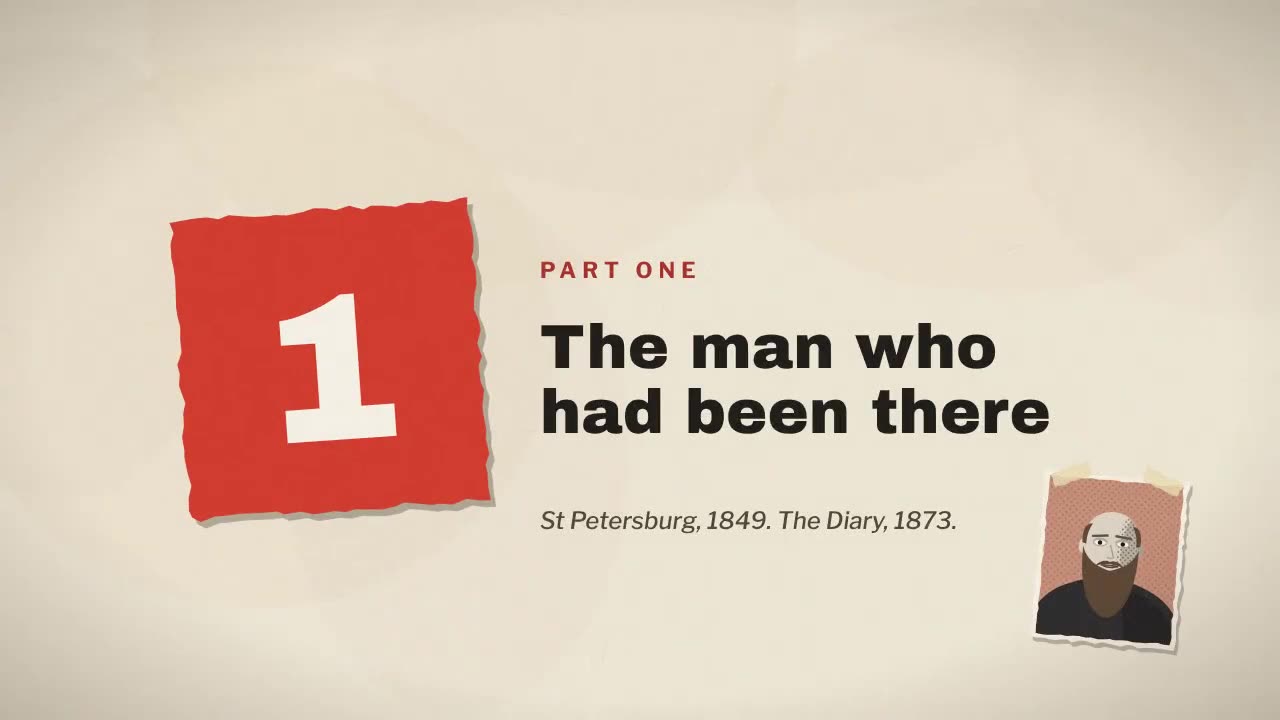 1
PART ONE
The man who
had been there
St Petersburg, 1849. The Diary, 1873.